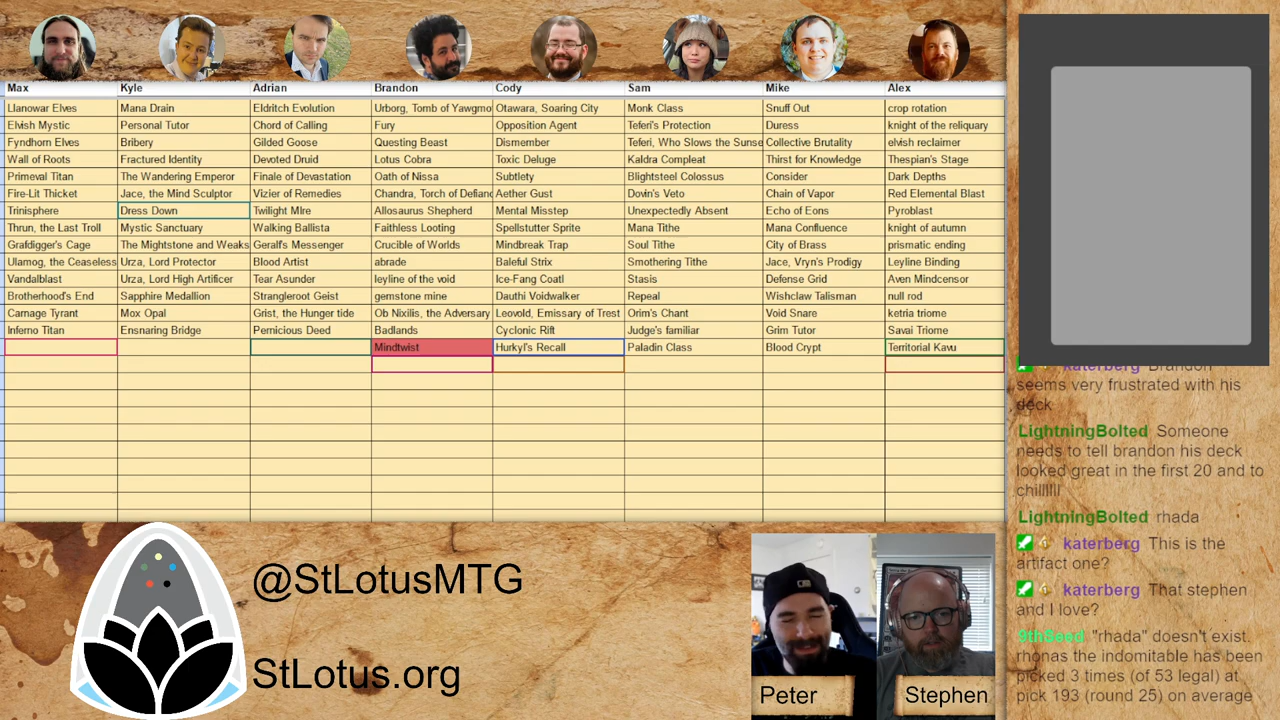 Max Kyle Adrian Brandon Cody Sam Mike Alex
Llanowar Elves Mana Drain Eldritch Evolution Urborg, Tomb of Yawgmo Otawara, Soaring City Monk Class Snuff Out crop rotation
Elvish Mystic Personal Tutor Chord of Calling Fury Opposition Agent Teferi's Protection Duress knight of the reliquary
Fyndhorn Elves Bribery Gilded Goose Questing Beast Dismember Teferi, Who Slows the Sunse Collective Brutality elvish reclaimer
Wall of Roots Fractured Identity Devoted Druid Lotus Cobra Toxic Deluge Kaldra Compleat Thirst for Knowledge Thespian's Stage
Primeval Titan The Wandering Emperor Finale of Devastation Oath of Nissa Subtlety Blightsteel Colossus Consider Dark Depths
Fire-Lit Thicket Jace, the Mind Sculptor Vizier of Remedies Chandra, Torch of Defianc Aether Gust Dovin's Veto Chain of Vapor Red Elemental Blast
Trinisphere Dress Down Twilight MIre Allosaurus Shepherd Mental Misstep Unexpectedly Absent Echo of Eons Pyroblast
Thrun, the Last Troll Mystic Sanctuary Walking Ballista Faithless Looting Spellstutter Sprite Mana Tithe Mana Confluence knight of autumn
Grafdigger's Cage The Mightstone and Weaks Geralf's Messenger Crucible of Worlds Mindbreak Trap Soul Tithe City of Brass prismatic ending
Ulamog, the Ceaseless Urza, Lord Protector Blood Artist abrade Baleful Strix Smothering Tithe Jace, Vryn's Prodigy Leyline Binding
Vandalblast Urza, Lord High Artificer Tear Asunder leyline of the void Ice-Fang Coatl Stasis Defense Grid Aven Mindcensor
Brotherhood's End Sapphire Medallion Strangleroot Geist gemstone mine Dauthi Voidwalker Repeal Wishclaw Talisman null rod
Carnage Tyrant Mox Opal Grist, the Hunger tide Ob Nixilis, the Adversary Leovold, Emissary of Trest Orim's Chant Void Snare ketria triome
Inferno Titan Ensnaring Bridge Pernicious Deed Badlands Cyclonic Rift Judge's familiar Grim Tutor Savai Triome
Mindtwist Hurkyl's Recall Paladin Class Blood Crypt Territorial Kavu
katerberg Brandon
seems very frustrated with his
deck
LightningBolted Someone
needs to tell brandon his deck
looked great in the first 20 and to
chillllll
LightningBolted rhada
katerberg This is the
artifact one?
katerberg That stephen
and I love?
9thSeed "rhada" doesn't exist.
rhonas the indomitable has been
picked 3 times (of 53 legal) at
pick 193 (round 25) on average
@StLotusMTG
StLotus.org
Peter Stephen